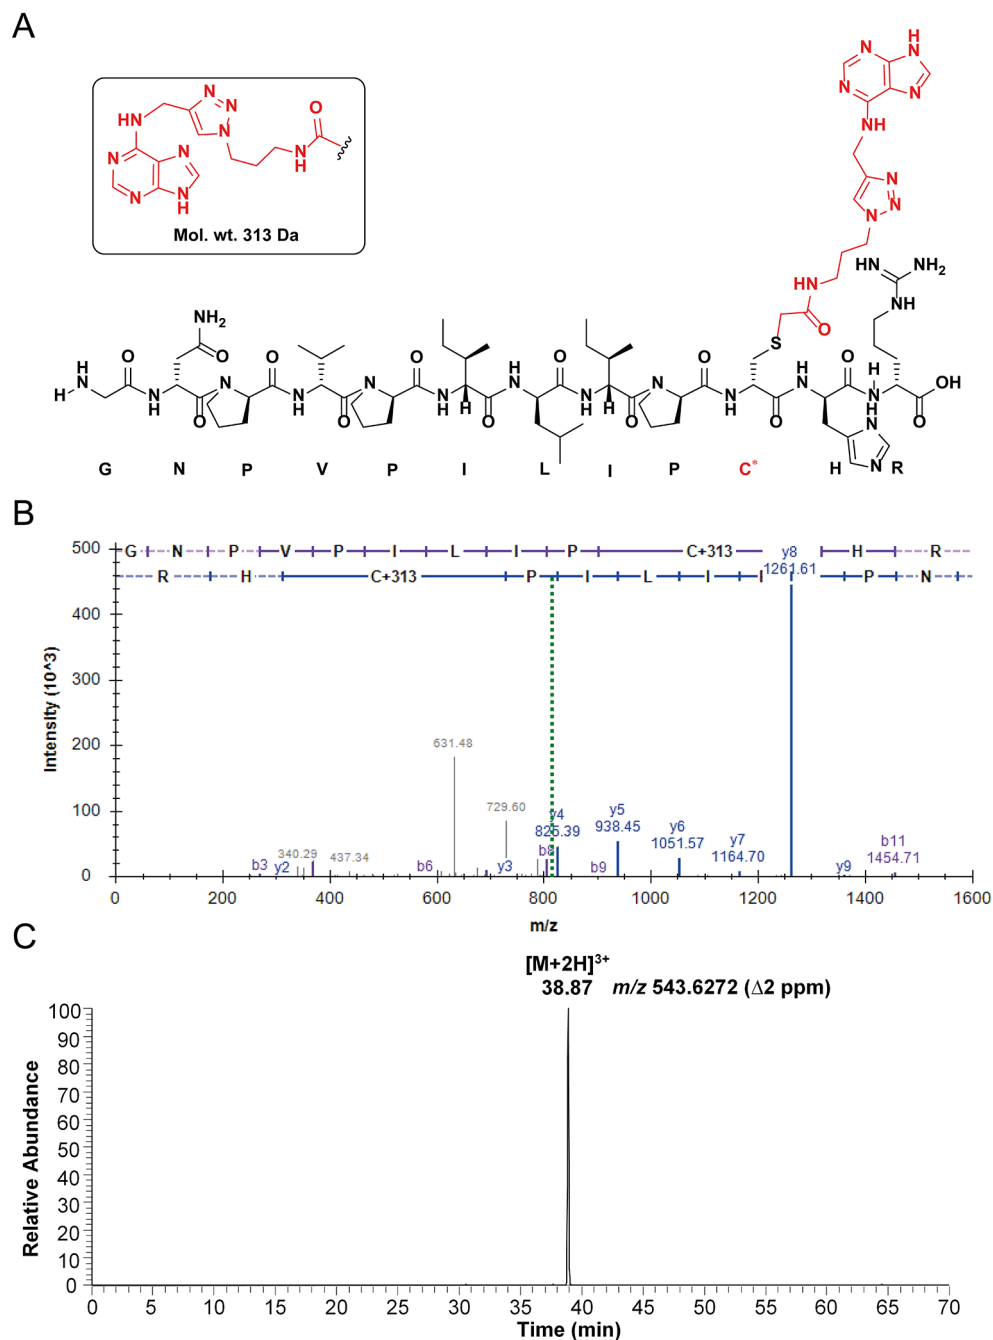 A
N
H
N
N
N
NH
N
N
N
HN
N
N
N
N
N
N
N
H
N
H
O
Mol. wt. 313 Da
HN
O
S
HN
NH₂
NH
NH₂
O
H
N
H
O
N
H
O
N
O
N
H
O
N
O
N
H
H
O
H
N
O
N
H
H
O
N
O
H
N
O
N
H
O
H
N
O
OH
N
H
N
G N P V P I L I P C* H R
B
G N P V P I L I P C+313 y8 H R
R H C+313 P I L I I 1261.61 P N
500
400
300
200
100
0
Intensity (10^3)
631.48
729.60
340.29
437.34
b3
y2
b6
y3
b8
y4
825.39
b9
y5
938.45
y6
1051.57
y7
1164.70
y9
b11
1454.71
0 200 400 600 800 1000 1200 1400 1600
m/z
C
[M+2H]³⁺
38.87 m/z 543.6272 (Δ2 ppm)
100
90
80
70
60
50
40
30
20
10
0
Relative Abundance
0 5 10 15 20 25 30 35 40 45 50 55 60 65 70
Time (min)